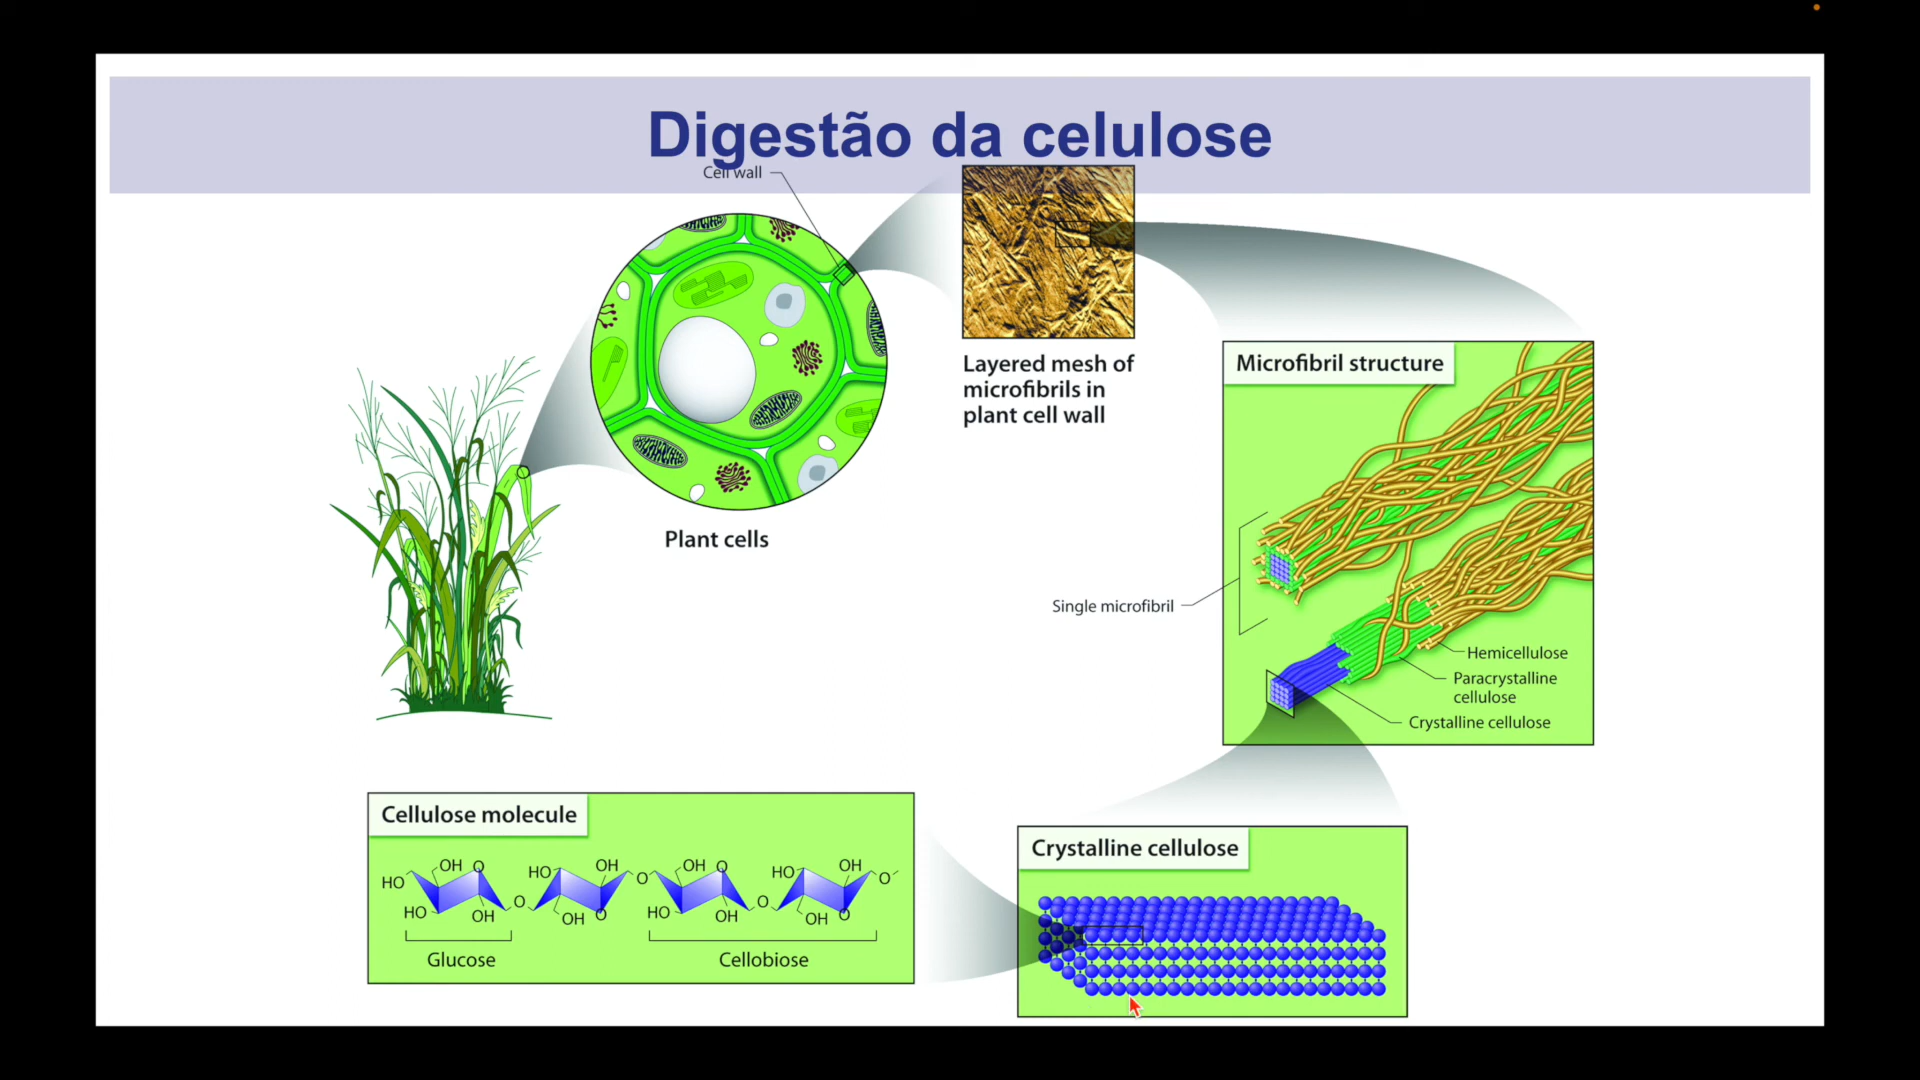 Digestão da celulose
Cell wall
Layered mesh of
microfibrils in
plant cell wall
Plant cells
Microfibril structure
Single microfibril
Hemicellulose
Paracrystalline
cellulose
Crystalline cellulose
Cellulose molecule
OH O HO OH OH O HO OH
HO O O
HO OH O OH O HO OH O OH O
Glucose Cellobiose
Crystalline cellulose